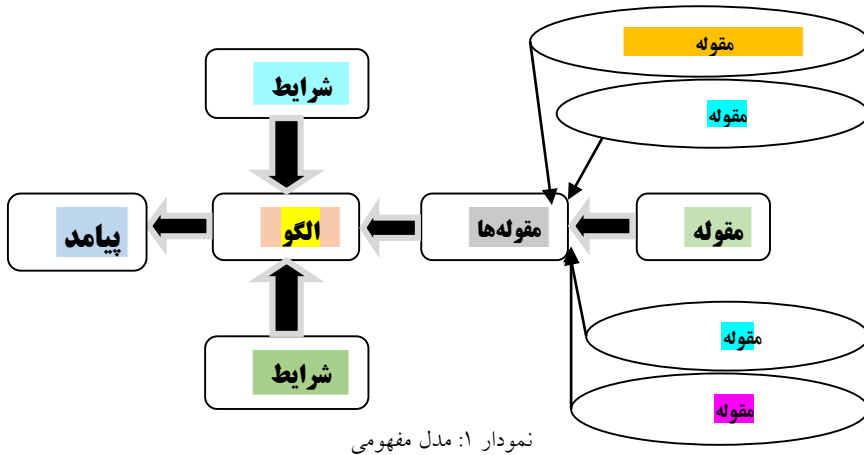 مقوله
شرایط
مقوله
مقوله
مقوله‌ها
الگو
پیامد
مقوله
شرایط
مقوله
نمودار ۱: مدل مفهومی